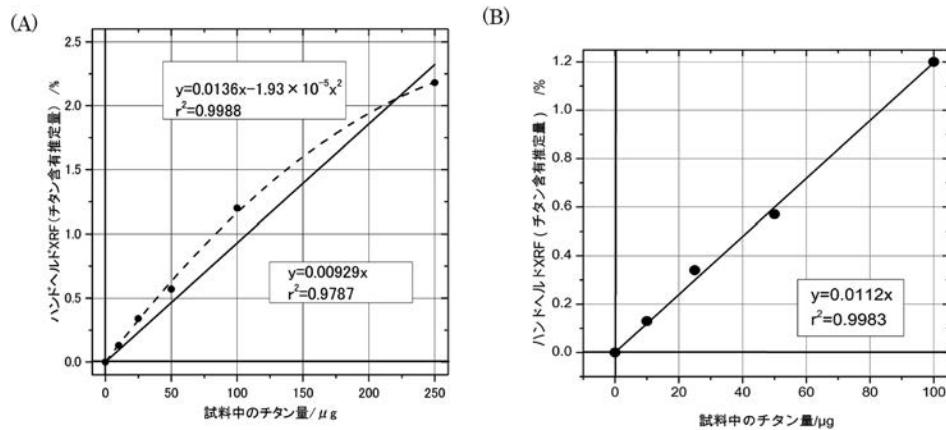 (A)
ハンドヘルドXRF(チタン含有推定量) /%
2.5
2.0
1.5
1.0
0.5
0.0
y=0.0136x−1.93×10⁻⁵x²
r²=0.9988
y=0.00929x
r²=0.9787
0
50
100
150
200
250
試料中のチタン量/μg
(B)
ハンドヘルドXRF(チタン含有推定量) /%
1.2
1.0
0.8
0.6
0.4
0.2
0.0
y=0.0112x
r²=0.9983
0
20
40
60
80
100
試料中のチタン量/μg